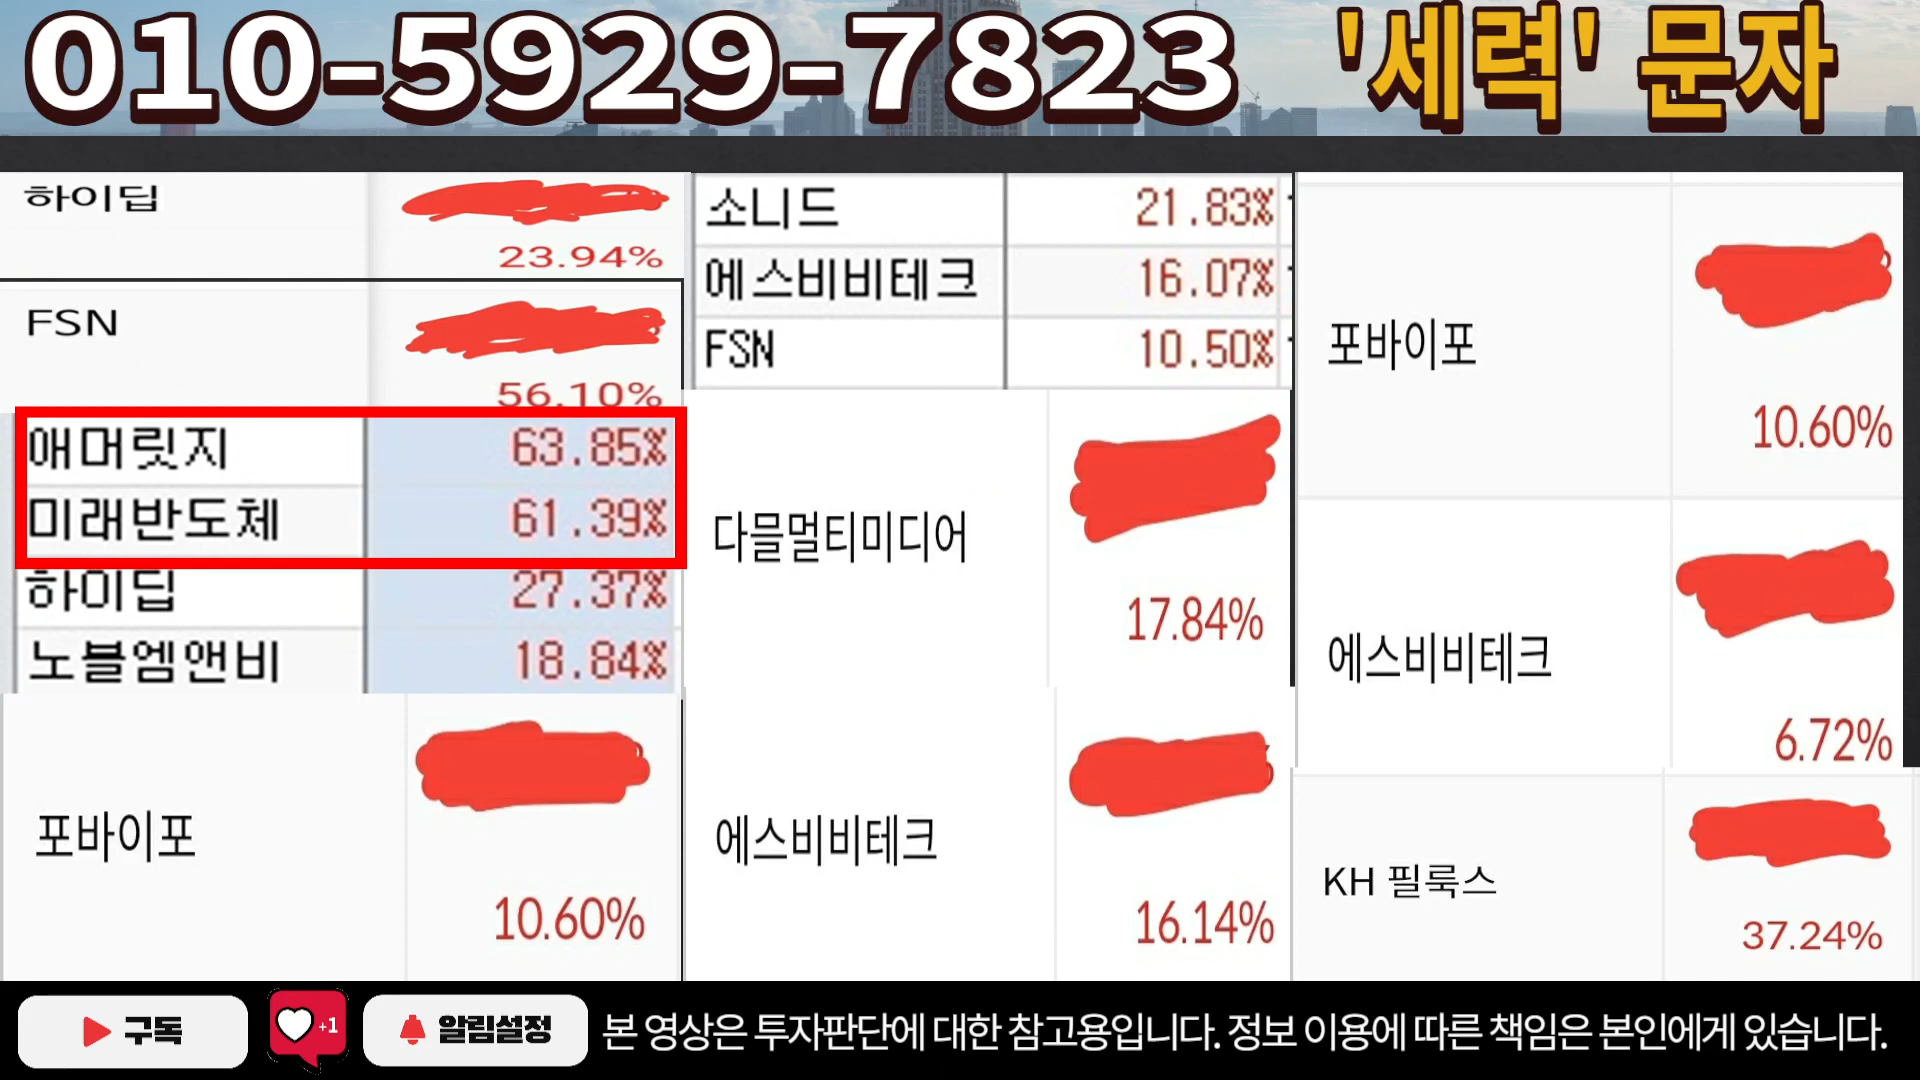 010-5929-7823 '세력' 문자
하이딥
23.94%
FSN
56.10%
애머릿지 63.85%
미래반도체 61.39%
하이딥 27.37%
노블엠앤비 18.84%
포바이포
10.60%
소니드 21.83%
에스비비테크 16.07%
FSN 10.50%
다믈멀티미디어
17.84%
에스비비테크
16.14%
포바이포
10.60%
에스비비테크
6.72%
KH 필룩스
37.24%
구독 +1 알림설정 본 영상은 투자판단에 대한 참고용입니다. 정보 이용에 따른 책임은 본인에게 있습니다.